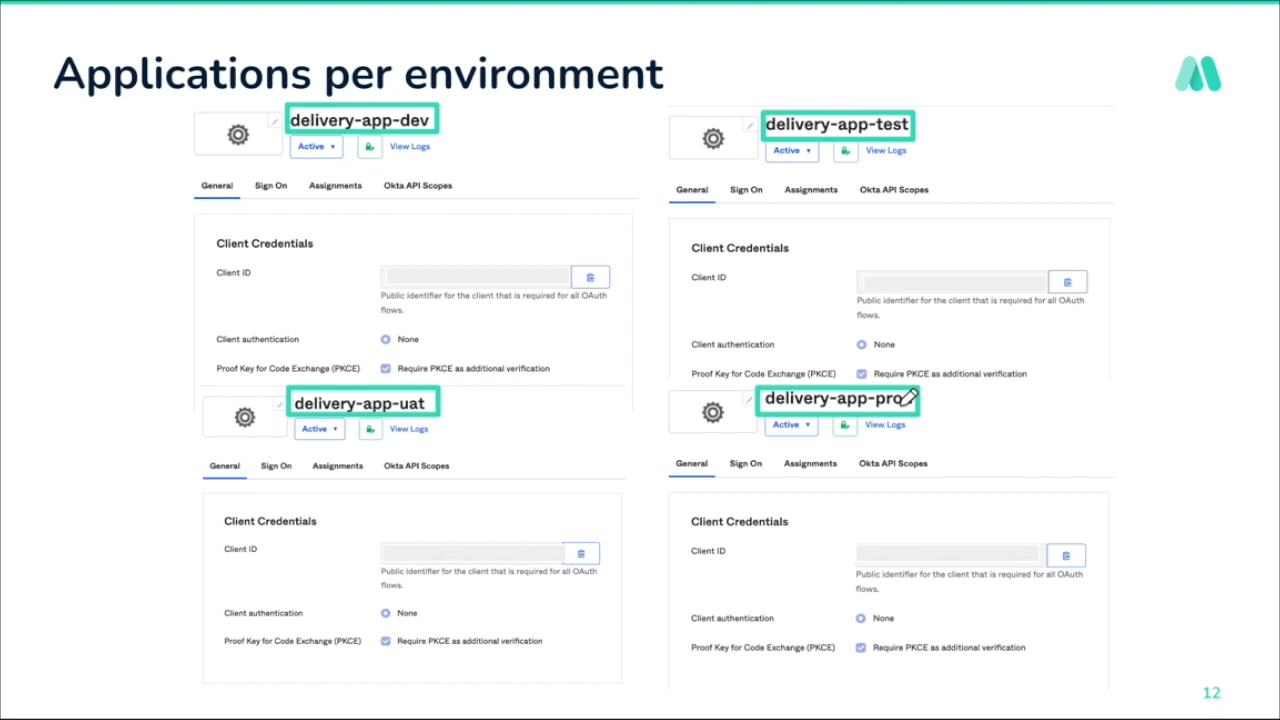 Applications per environment
delivery-app-dev
Active
View Logs
General Sign On Assignments Okta API Scopes
Client Credentials
Client ID
Public identifier for the client that is required for all OAuth
flows.
Client authentication
None
Proof Key for Code Exchange (PKCE)
Require PKCE as additional verification
delivery-app-test
Active
View Logs
General Sign On Assignments Okta API Scopes
Client Credentials
Client ID
Public identifier for the client that is required for all OAuth
flows.
Client authentication
None
Proof Key for Code Exchange (PKCE)
Require PKCE as additional verification
delivery-app-uat
Active
View Logs
General Sign On Assignments Okta API Scopes
Client Credentials
Client ID
Public identifier for the client that is required for all OAuth
flows.
Client authentication
None
Proof Key for Code Exchange (PKCE)
Require PKCE as additional verification
delivery-app-pro
Active
View Logs
General Sign On Assignments Okta API Scopes
Client Credentials
Client ID
Public identifier for the client that is required for all OAuth
flows.
Client authentication
None
Proof Key for Code Exchange (PKCE)
Require PKCE as additional verification
12